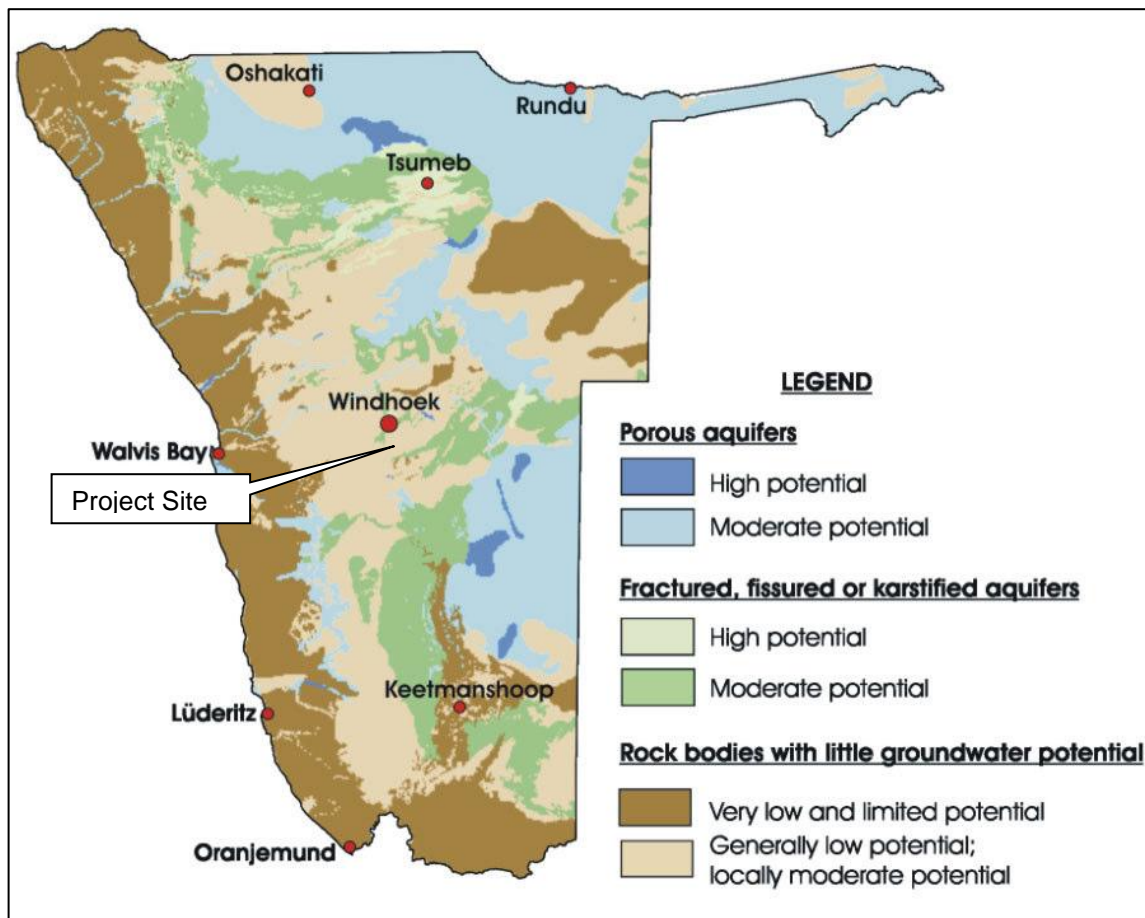 Oshakati
Rundu
Tsumeb
Windhoek
Walvis Bay
Project Site
Keetmanshoop
Lüderitz
Oranjemund
LEGEND
Porous aquifers
High potential
Moderate potential
Fractured, fissured or karstified aquifers
High potential
Moderate potential
Rock bodies with little groundwater potential
Very low and limited potential
Generally low potential;
locally moderate potential